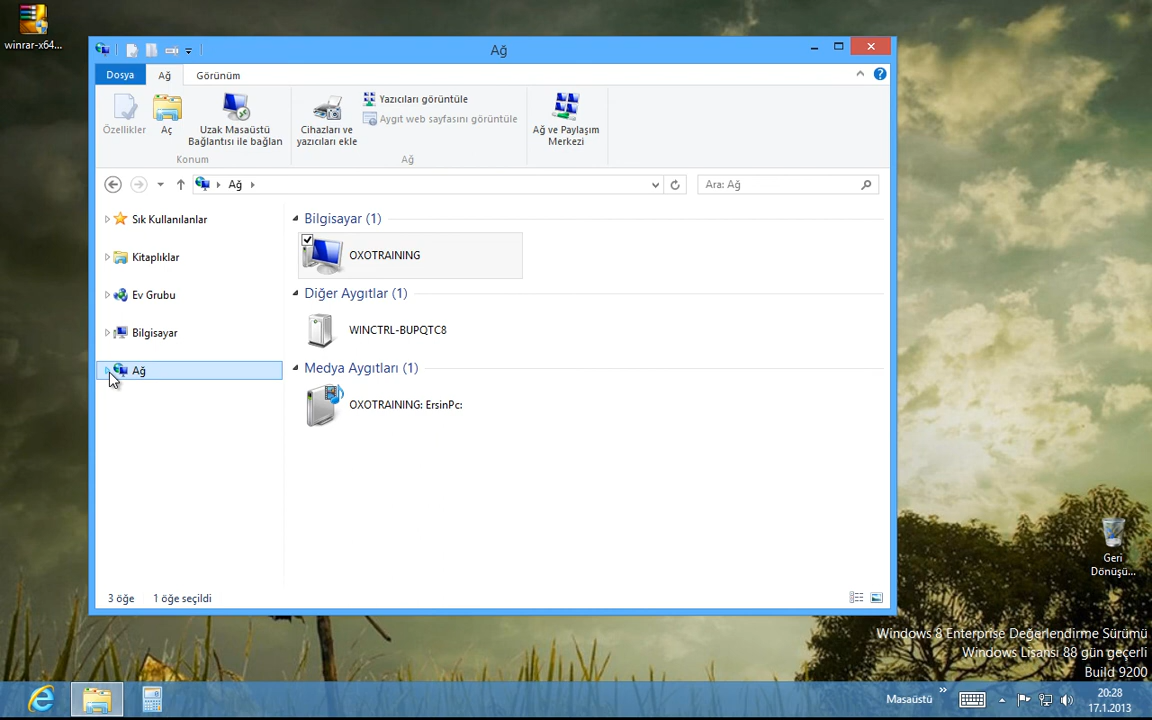 winrar-x64...
Ağ
Dosya
Ağ
Görünüm
Özellikler
Aç
Uzak Masaüstü
Bağlantısı ile bağlan
Konum
Cihazları ve
yazıcıları ekle
Yazıcıları görüntüle
Aygıt web sayfasını görüntüle
Ağ
Ağ ve Paylaşım
Merkezi
Ağ
Ara: Ağ
Sık Kullanılanlar
Kitaplıklar
Ev Grubu
Bilgisayar
Ağ
Bilgisayar (1)
OXOTRAINING
Diğer Aygıtlar (1)
WINCTRL-BUPQTC8
Medya Aygıtları (1)
OXOTRAINING: ErsinPc:
3 öğe
1 öğe seçildi
Geri
Dönüşü...
Windows 8 Enterprise Değerlendirme Sürümü
Windows Lisansi 88 gün geçerli
Build 9200
Masaüstü
20:28
17.1.2013